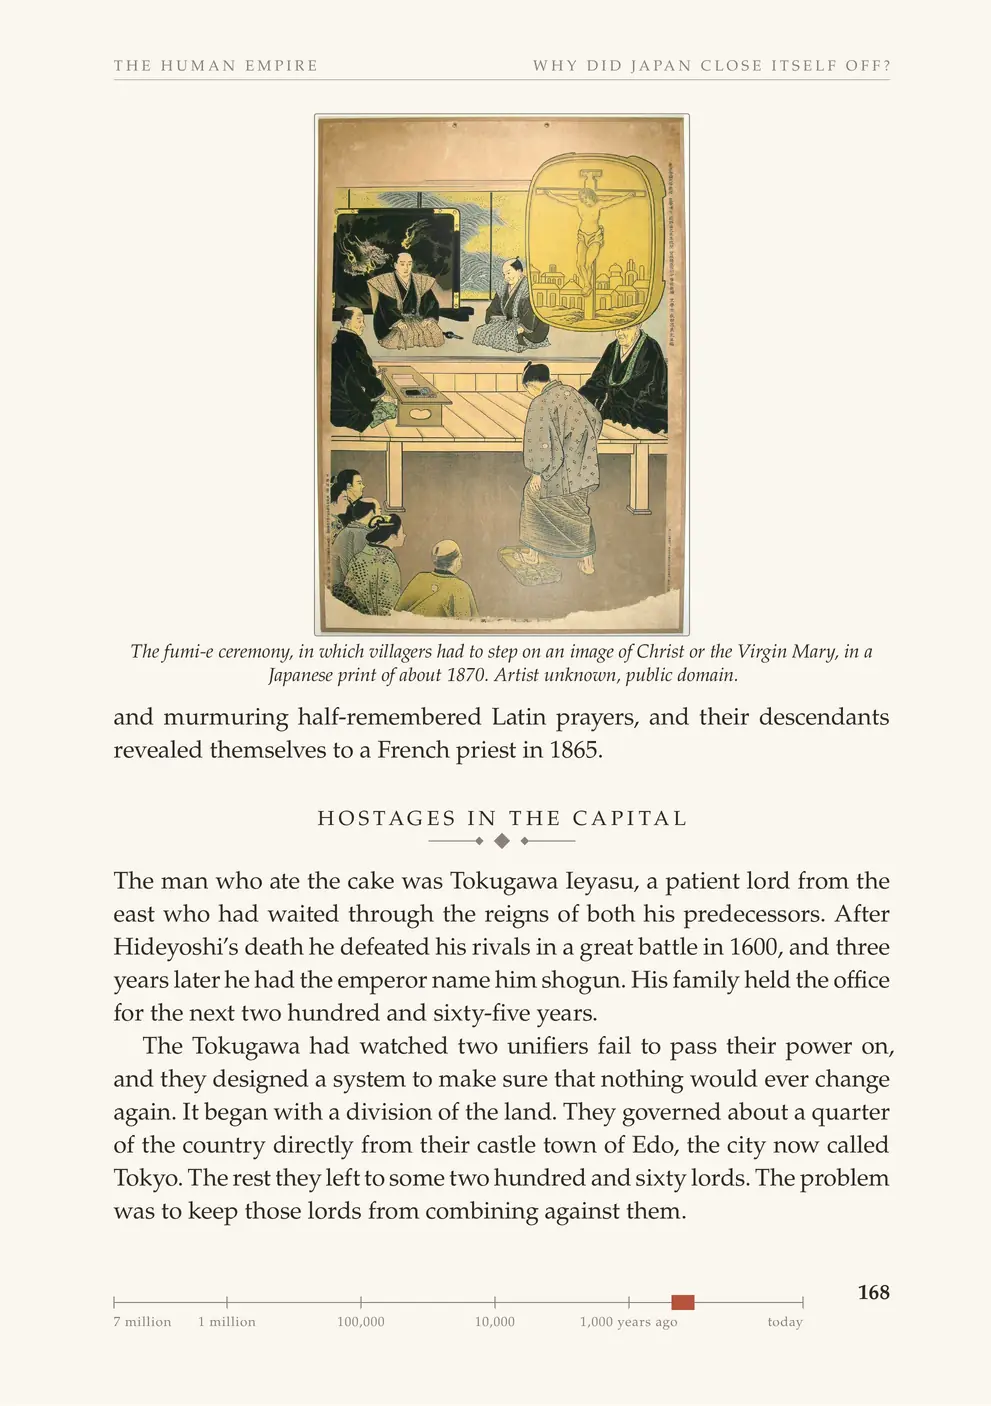 THE HUMAN EMPIRE
WHY DID JAPAN CLOSE ITSELF OFF?
The fumi-e ceremony, in which villagers had to step on an image of Christ or the Virgin Mary, in a
Japanese print of about 1870. Artist unknown, public domain.
and murmuring half-remembered Latin prayers, and their descendants
revealed themselves to a French priest in 1865.
HOSTAGES IN THE CAPITAL
The man who ate the cake was Tokugawa Ieyasu, a patient lord from the
east who had waited through the reigns of both his predecessors. After
Hideyoshi’s death he defeated his rivals in a great battle in 1600, and three
years later he had the emperor name him shogun. His family held the office
for the next two hundred and sixty-five years.
The Tokugawa had watched two unifiers fail to pass their power on,
and they designed a system to make sure that nothing would ever change
again. It began with a division of the land. They governed about a quarter
of the country directly from their castle town of Edo, the city now called
Tokyo. The rest they left to some two hundred and sixty lords. The problem
was to keep those lords from combining against them.
168
7 million 1 million 100,000 10,000 1,000 years ago today